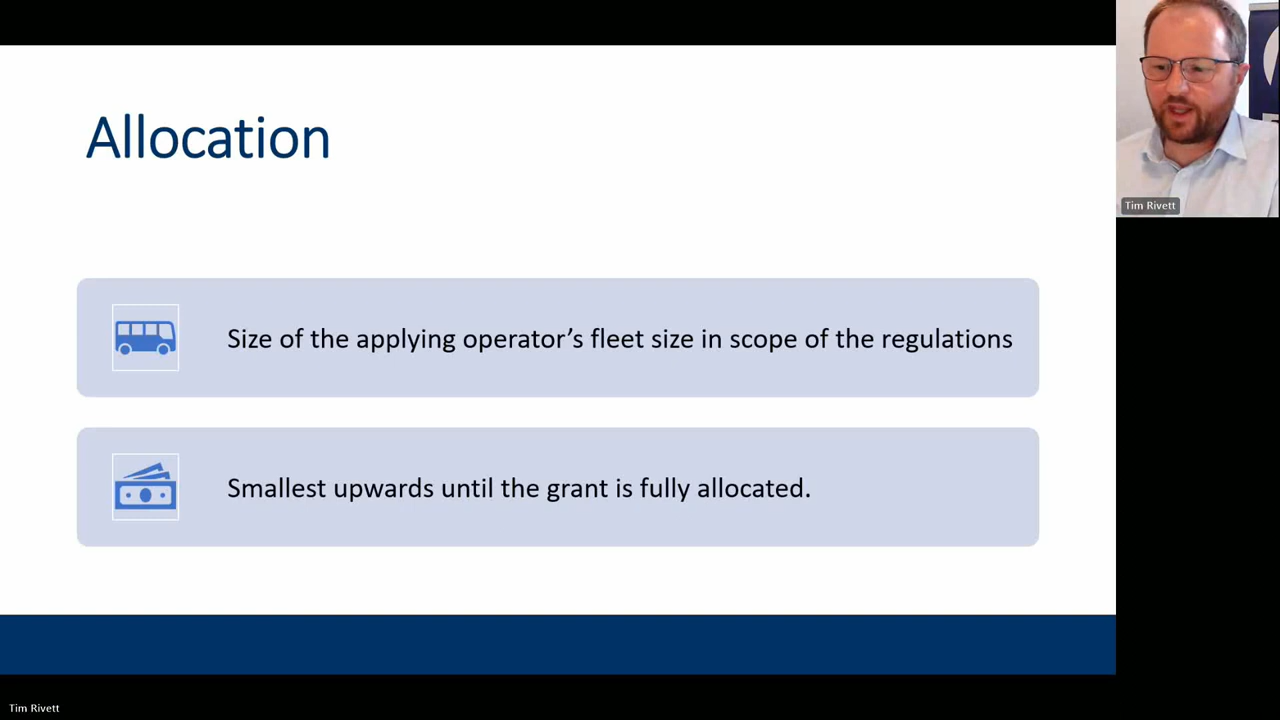 Allocation
Size of the applying operator’s fleet size in scope of the regulations
Smallest upwards until the grant is fully allocated.
Tim Rivett
Tim Rivett